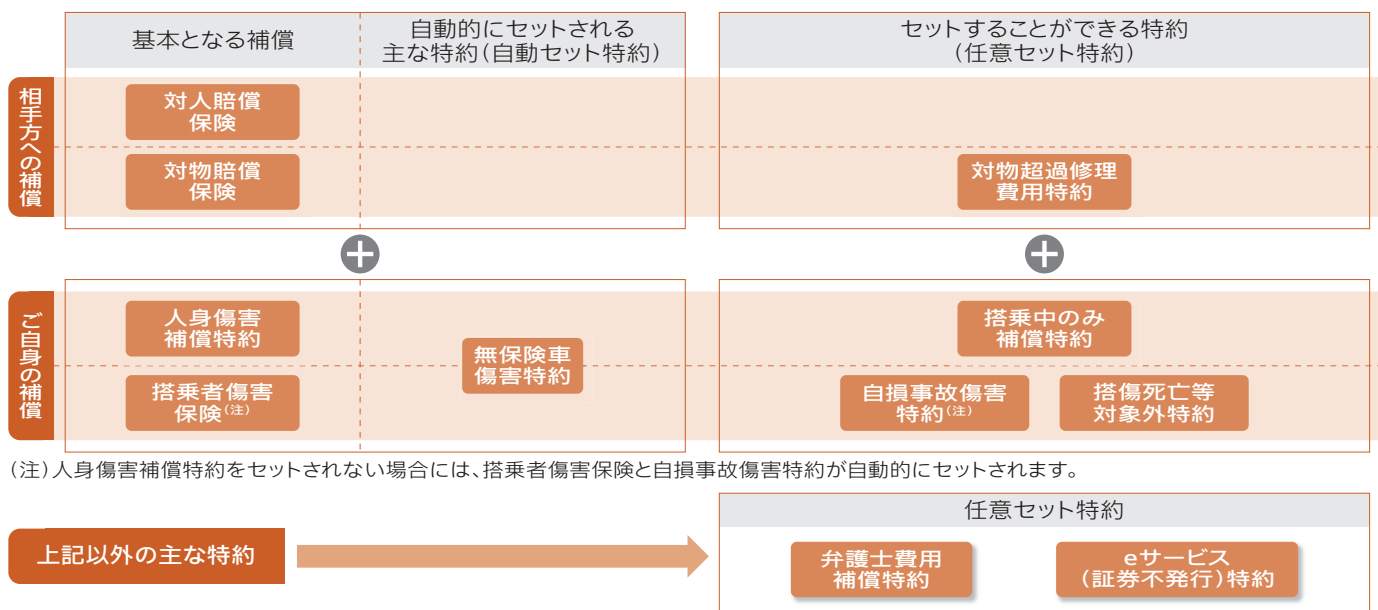 基本となる補償
自動的にセットされる
主な特約(自動セット特約)
セットすることができる特約
(任意セット特約)
相手方への補償
対人賠償
保険
対物賠償
保険
対物超過修理
費用特約
ご自身の補償
人身傷害
補償特約
無保険車
傷害特約
搭乗中のみ
補償特約
搭乗者傷害
保険(注)
自損事故傷害
特約(注)
搭傷死亡等
対象外特約
(注)人身傷害補償特約をセットされない場合には、搭乗者傷害保険と自損事故傷害特約が自動的にセットされます。
上記以外の主な特約
任意セット特約
弁護士費用
補償特約
eサービス
(証券不発行)特約